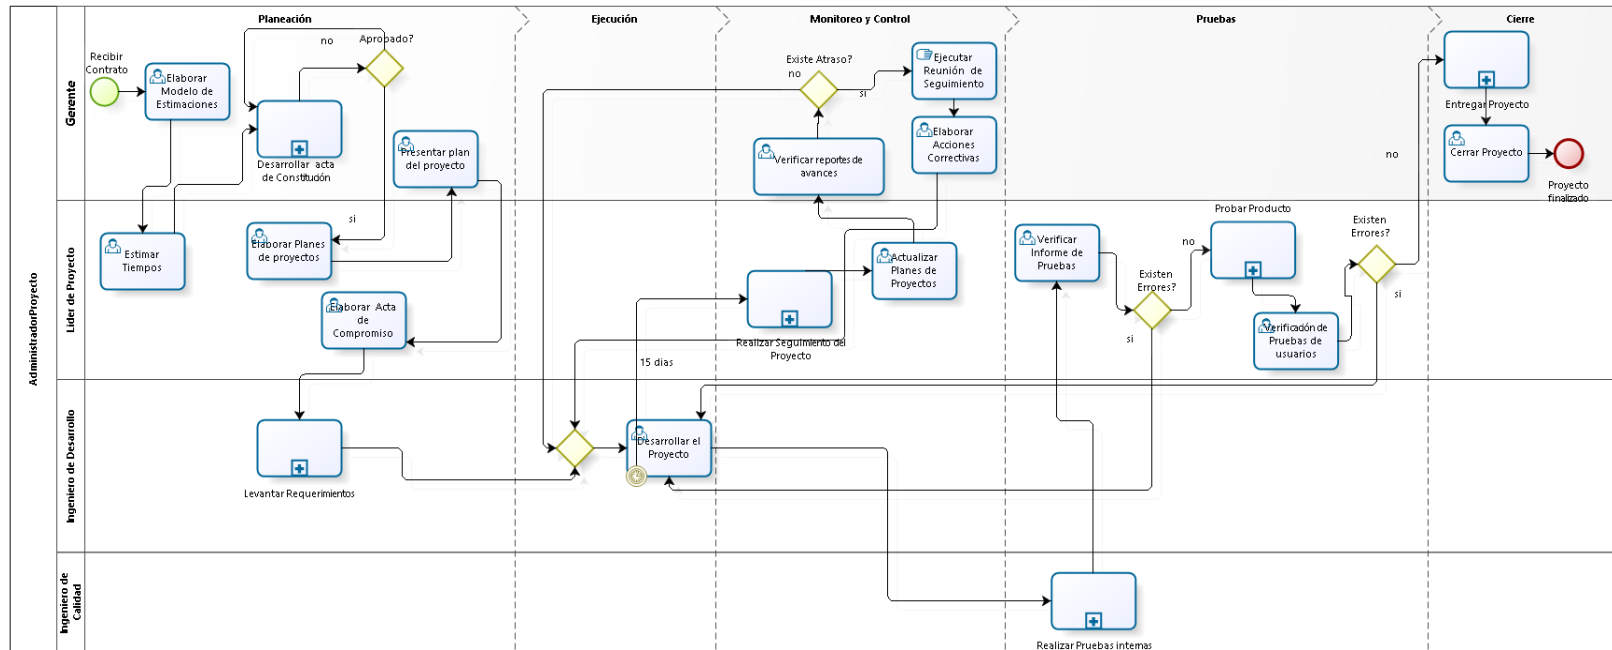 Planeación
Ejecución
Monitoreo y Control
Pruebas
Cierre
AdministradorProyecto
Gerente
Recibir
Contrato
Elaborar
Modelo de
Estimaciones
no
Aprobado?
Desarrollar acta
de Constitución
Presentar plan
del proyecto
si
Existe Atraso?
no
si
Ejecutar
Reunión de
Seguimiento
Elaborar
Acciones
Correctivas
Verificar reportes de
avances
no
Entregar Proyecto
Cerrar Proyecto
Proyecto
finalizado
Lider de Proyecto
Estimar
Tiempos
Elaborar Planes
de proyectos
Elaborar Acta
de
Compromiso
Actualizar
Planes de
Proyectos
Realizar Seguimiento del
Proyecto
15 dias
Verificar
Informe de
Pruebas
Existen
Errores?
no
si
Probar Producto
Verificación de
Pruebas de
usuarios
Existen
Errores?
si
Ingeniero de Desarrollo
Levantar Requerimientos
Desarrollar el
Proyecto
Ingeniero de
Calidad
Realizar Pruebas internas